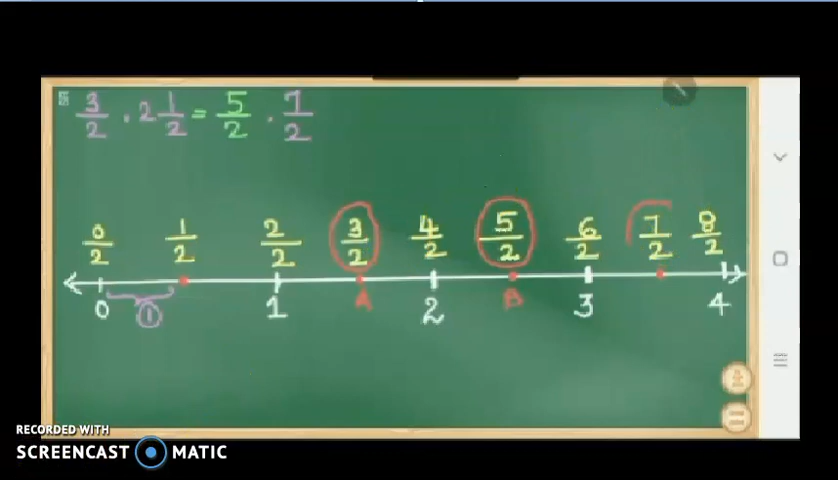 3/2 . 2 1/2 = 5/2 . 7/2
0/2 1/2 2/2 3/2 4/2 5/2 6/2 7/2 8/2
0 1 1 A 2 B 3 4
RECORDED WITH
SCREENCAST MATIC